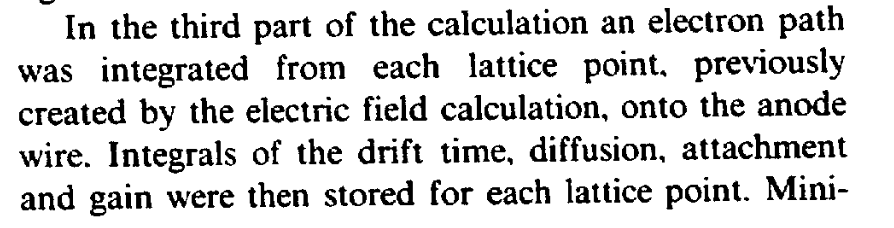 In the third part of the calculation an electron path
was integrated from each lattice point, previously
created by the electric field calculation, onto the anode
wire. Integrals of the drift time, diffusion, attachment
and gain were then stored for each lattice point. Mini-